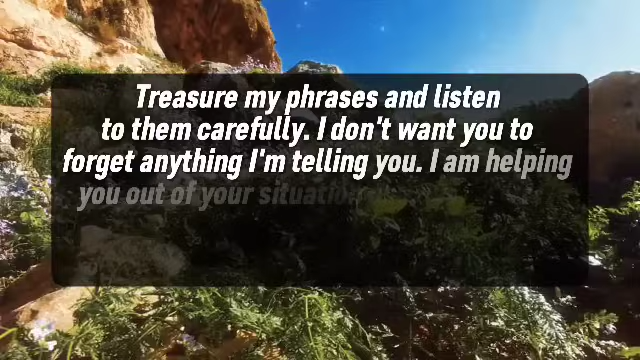 Treasure my phrases and listen
to them carefully. I don't want you to
forget anything I'm telling you. I am helping
you out of your situation